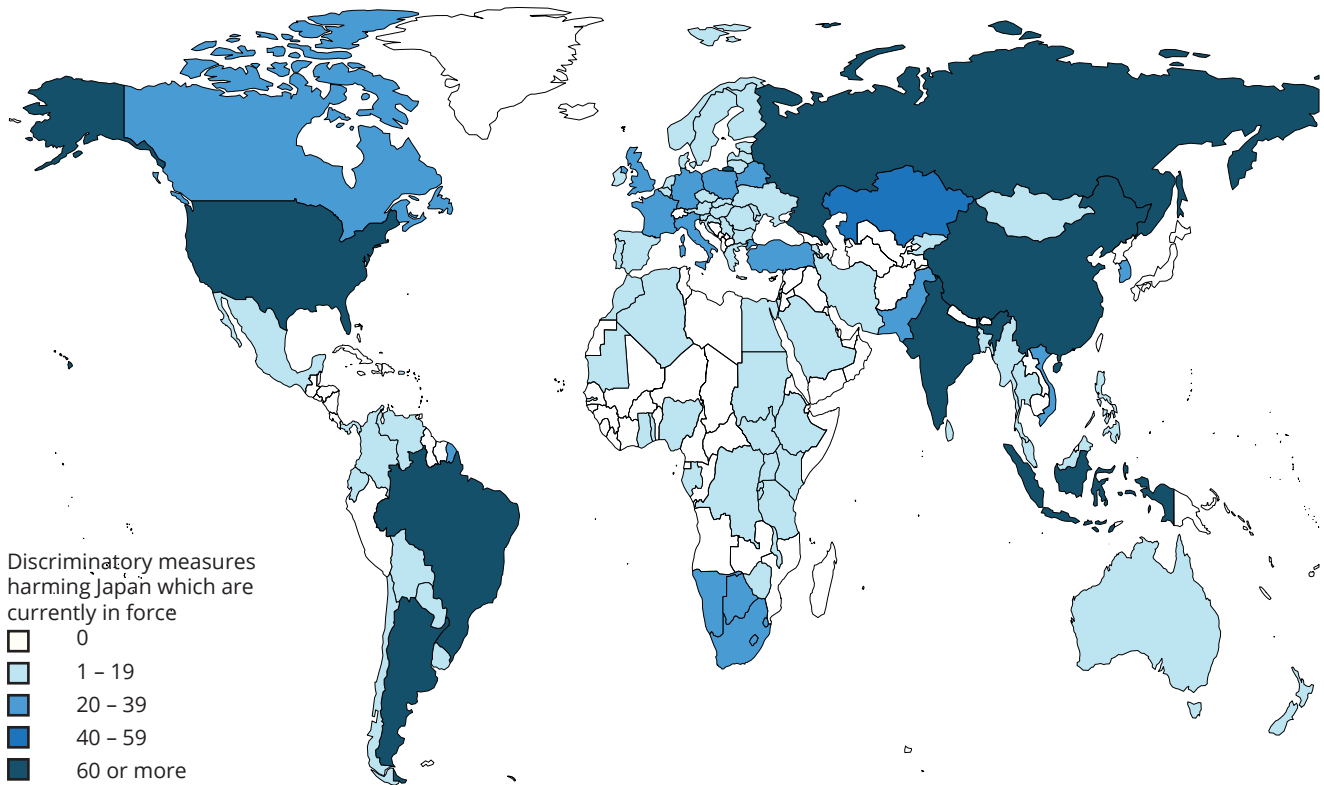 Discriminatory measures
harming Japan which are
currently in force
0
1 – 19
20 – 39
40 – 59
60 or more